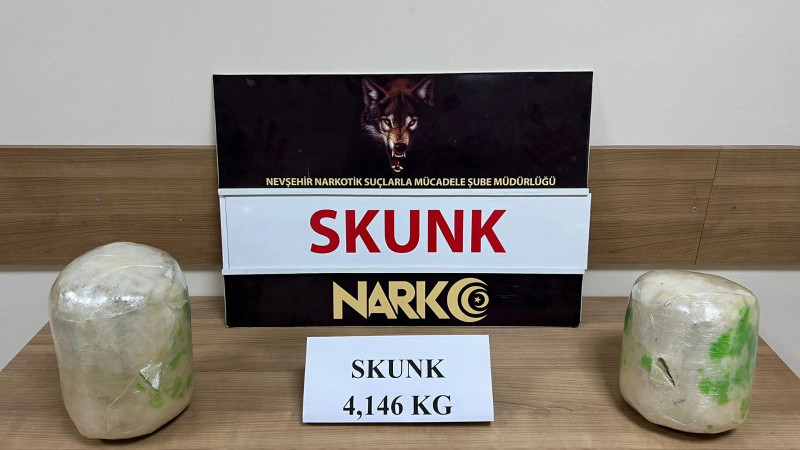 NEVŞEHİR NARKOTİK SUÇLARLA MÜCADELE ŞUBE MÜDÜRLÜĞÜ
SKUNK
NARKO
SKUNK
4,146 KG